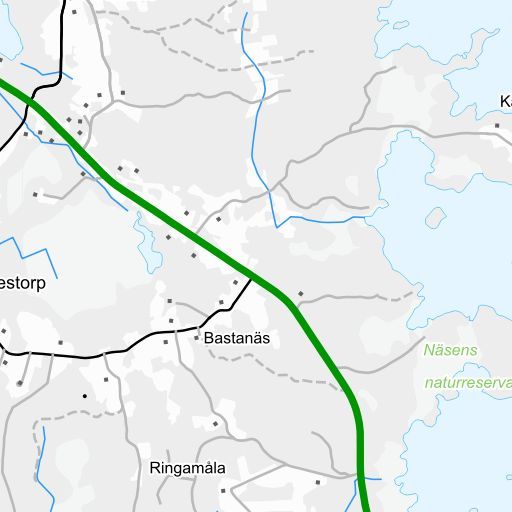 Ka
estorp
Bastanäs
Näsens
naturreserva
Ringamåla